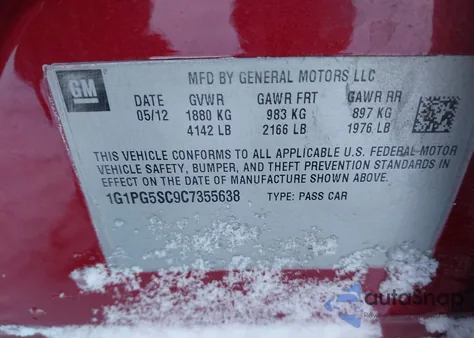 GM
MFD BY GENERAL MOTORS LLC
DATE GVWR GAWR FRT GAWR RR
05/12 1880 KG 983 KG 897 KG
4142 LB 2166 LB 1976 LB
THIS VEHICLE CONFORMS TO ALL APPLICABLE U.S. FEDERAL MOTOR
VEHICLE SAFETY, BUMPER, AND THEFT PREVENTION STANDARDS IN
EFFECT ON THE DATE OF MANUFACTURE SHOWN ABOVE.
1G1PG5SC9C7355638 TYPE: PASS CAR
autoSnap